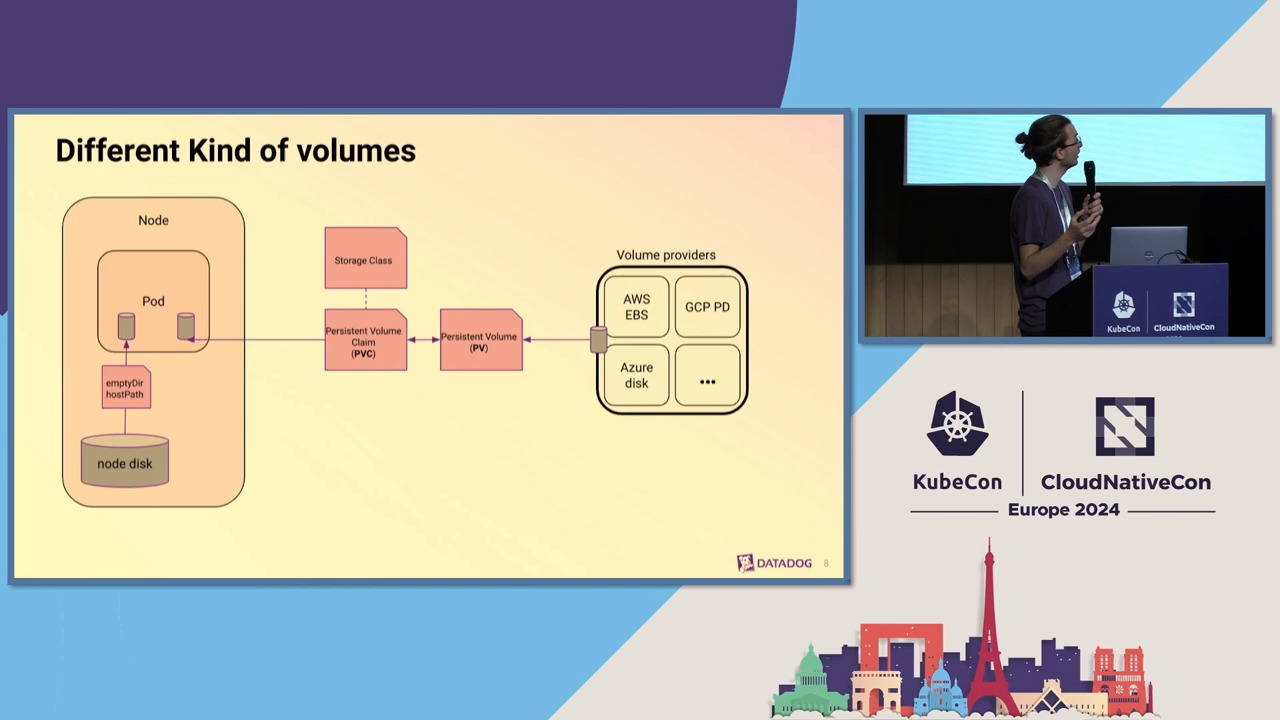 Different Kind of volumes
Node
Pod
emptyDir
hostPath
node disk
Storage Class
Persistent Volume
Claim
(PVC)
Persistent Volume
(PV)
Volume providers
AWS
EBS
GCP PD
Azure
disk
...
DATADOG
8
KubeCon
CloudNativeCon
KubeCon
CloudNativeCon
Europe 2024